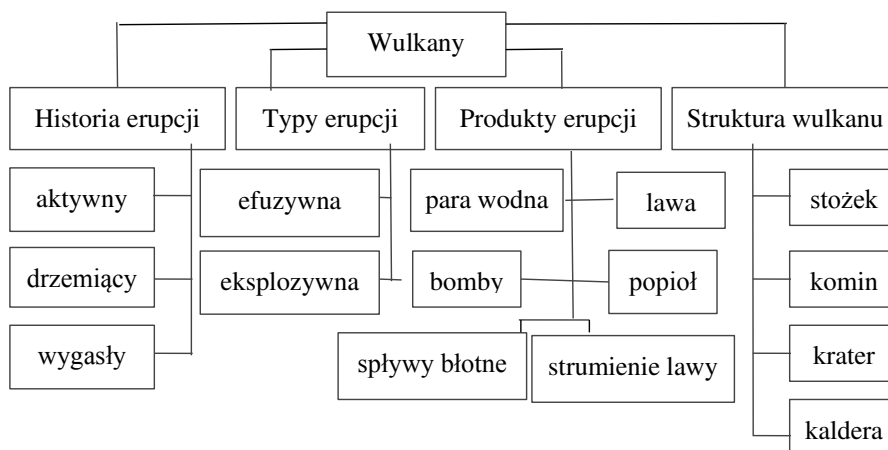 Wulkany
Historia erupcji
Typy erupcji
Produkty erupcji
Struktura wulkanu
aktywny
efuzywna
para wodna
lawa
stożek
drzemiący
eksplozywna
bomby
popioł
komin
wygasły
spływy błotne
strumienie lawy
krater
kaldera